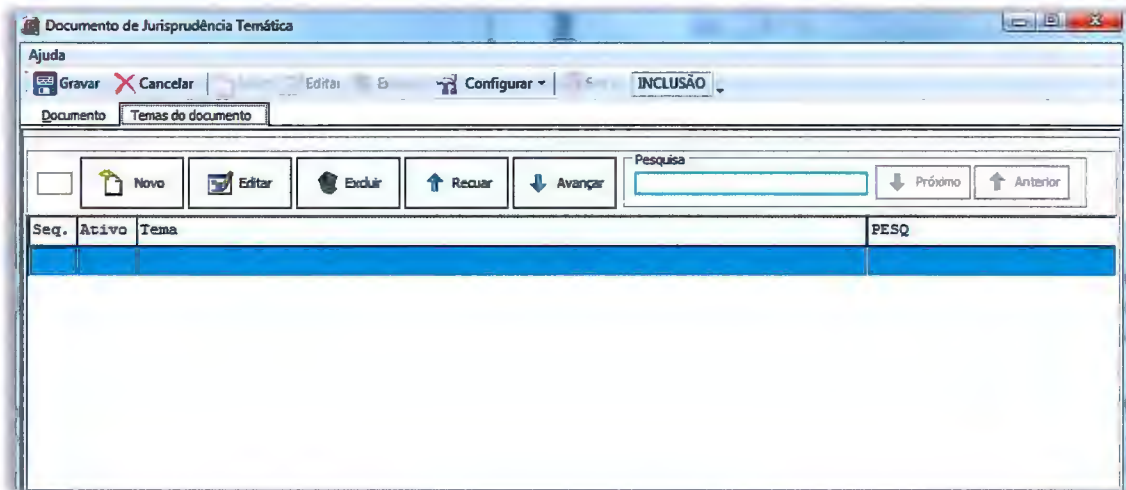 Documento de Jurisprudência Temática
Ajuda
Gravar Cancelar Editar Configurar INCLUSÃO
Documento Temas do documento
Novo Editar Excluir Recuar Avançar Pesquisa Próximo Anterior
Seq. Ativo Tema PESQ